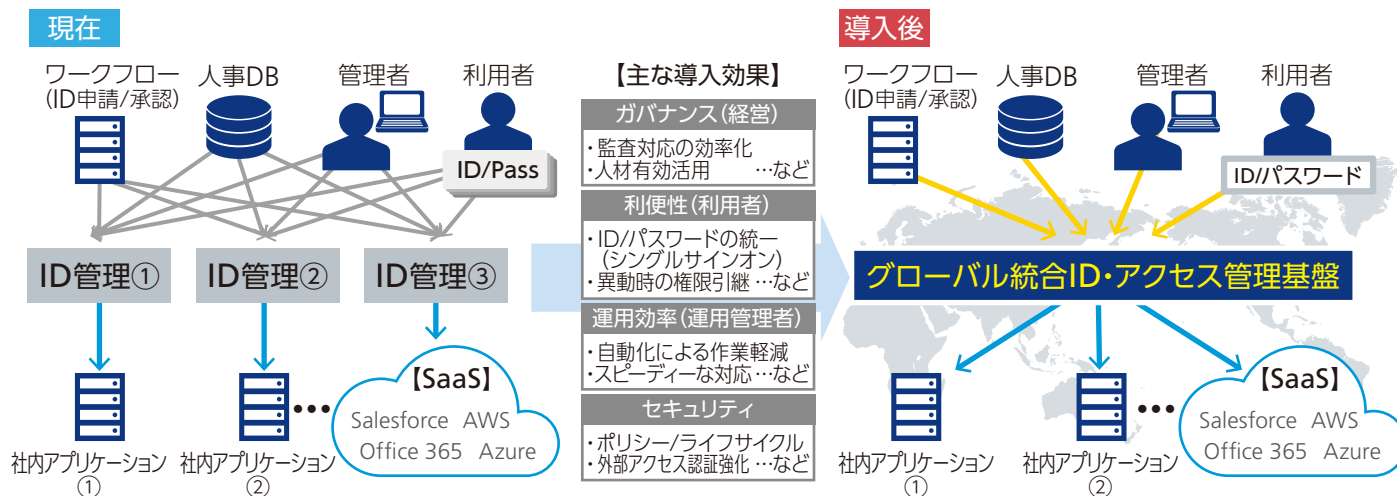 現在
ワークフロー
(ID申請/承認)
人事DB
管理者
利用者
ID/Pass
ID管理①
ID管理②
ID管理③
社内アプリケーション
①
社内アプリケーション
②
•••
【SaaS】
Salesforce AWS
Office 365 Azure
【主な導入効果】
ガバナンス(経営)
・監査対応の効率化
・人材有効活用 …など
利便性(利用者)
・ID/パスワードの統一
(シングルサインオン)
・異動時の権限引継 …など
運用効率(運用管理者)
・自動化による作業軽減
・スピーディーな対応 …など
セキュリティ
・ポリシー/ライフサイクル
・外部アクセス認証強化 …など
導入後
ワークフロー
(ID申請/承認)
人事DB
管理者
利用者
ID/パスワード
グローバル統合ID・アクセス管理基盤
社内アプリケーション
①
社内アプリケーション
②
•••
【SaaS】
Salesforce AWS
Office 365 Azure